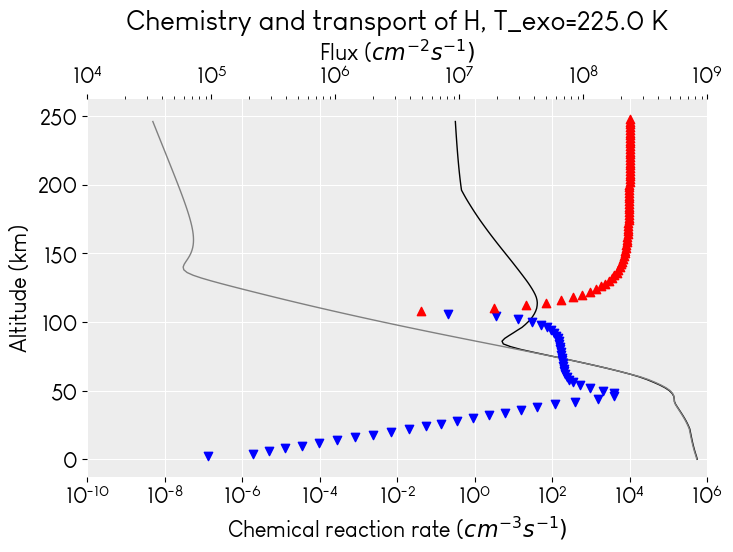 Chemistry and transport of H, T_exo=225.0 K
Flux (cm⁻²s⁻¹)
10⁴ 10⁵ 10⁶ 10⁷ 10⁸ 10⁹
250
200
150
100
50
0
Altitude (km)
10⁻¹⁰ 10⁻⁸ 10⁻⁶ 10⁻⁴ 10⁻² 10⁰ 10² 10⁴ 10⁶
Chemical reaction rate (cm⁻³s⁻¹)